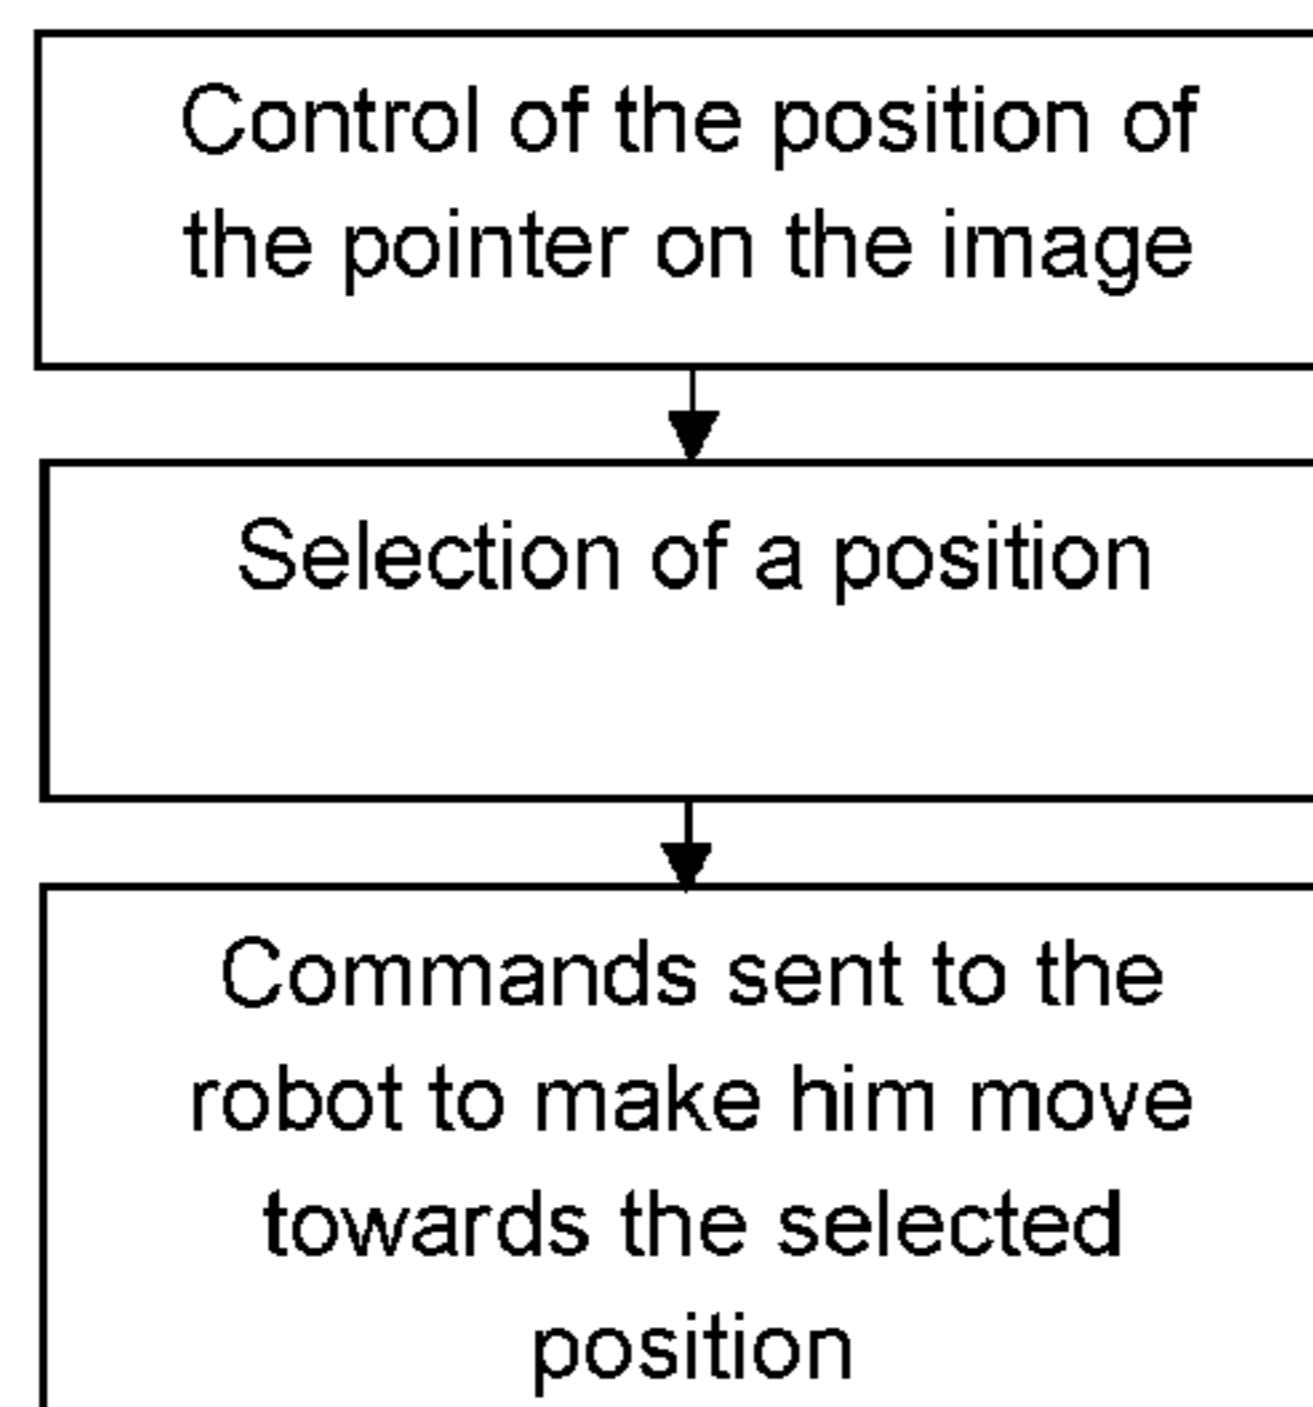 Control of the position of
the pointer on the image
Selection of a position
Commands sent to the
robot to make him move
towards the selected
position